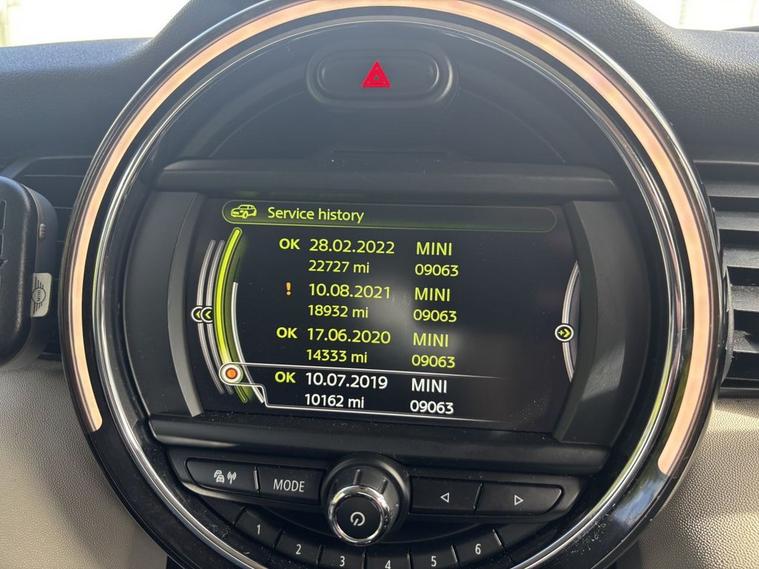 Service history
OK 28.02.2022 MINI
22727 mi 09063
! 10.08.2021 MINI
18932 mi 09063
OK 17.06.2020 MINI
14333 mi 09063
OK 10.07.2019 MINI
10162 mi 09063
MODE
1 2 3 4 5 6